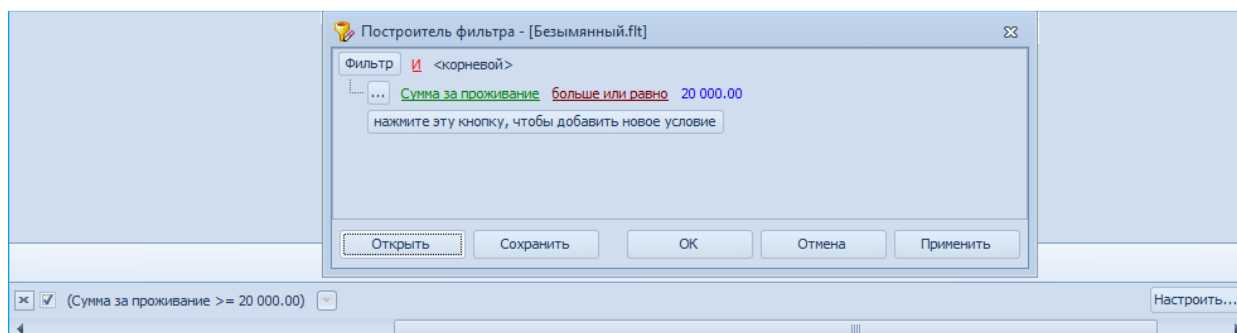 Построитель фильтра - [Безымянный.flt]
Фильтр И <корневой>
... Сумма за проживание больше или равно 20 000.00
нажмите эту кнопку, чтобы добавить новое условие
Открыть Сохранить ОК Отмена Применить
(Сумма за проживание >= 20 000.00) Настроить...